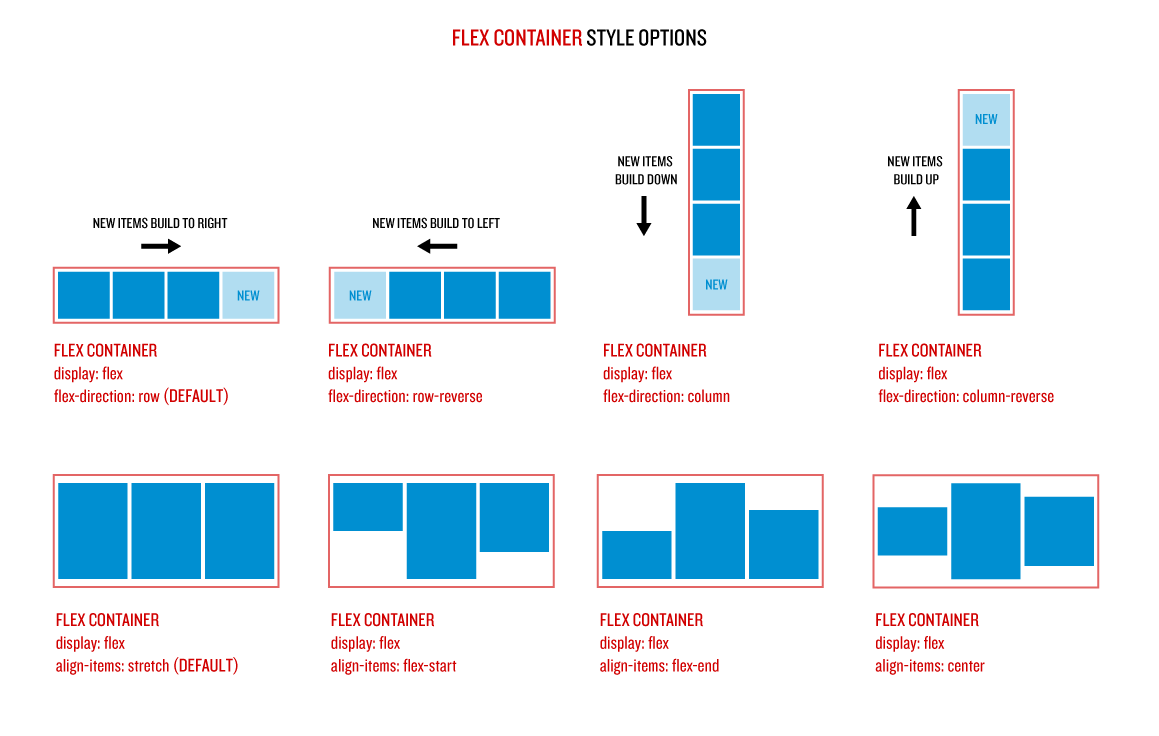 FLEX CONTAINER STYLE OPTIONS
NEW ITEMS BUILD TO RIGHT
NEW
FLEX CONTAINER
display: flex
flex-direction: row (DEFAULT)
NEW ITEMS BUILD TO LEFT
NEW
FLEX CONTAINER
display: flex
flex-direction: row-reverse
NEW ITEMS
BUILD DOWN
NEW
FLEX CONTAINER
display: flex
flex-direction: column
NEW ITEMS
BUILD UP
NEW
FLEX CONTAINER
display: flex
flex-direction: column-reverse
FLEX CONTAINER
display: flex
align-items: stretch (DEFAULT)
FLEX CONTAINER
display: flex
align-items: flex-start
FLEX CONTAINER
display: flex
align-items: flex-end
FLEX CONTAINER
display: flex
align-items: center